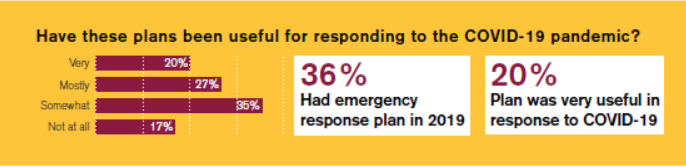 Have these plans been useful for responding to the COVID-19 pandemic?
Very 20%
Mostly 27%
Somewhat 35%
Not at all 17%
36%
Had emergency
response plan in 2019
20%
Plan was very useful in
response to COVID-19